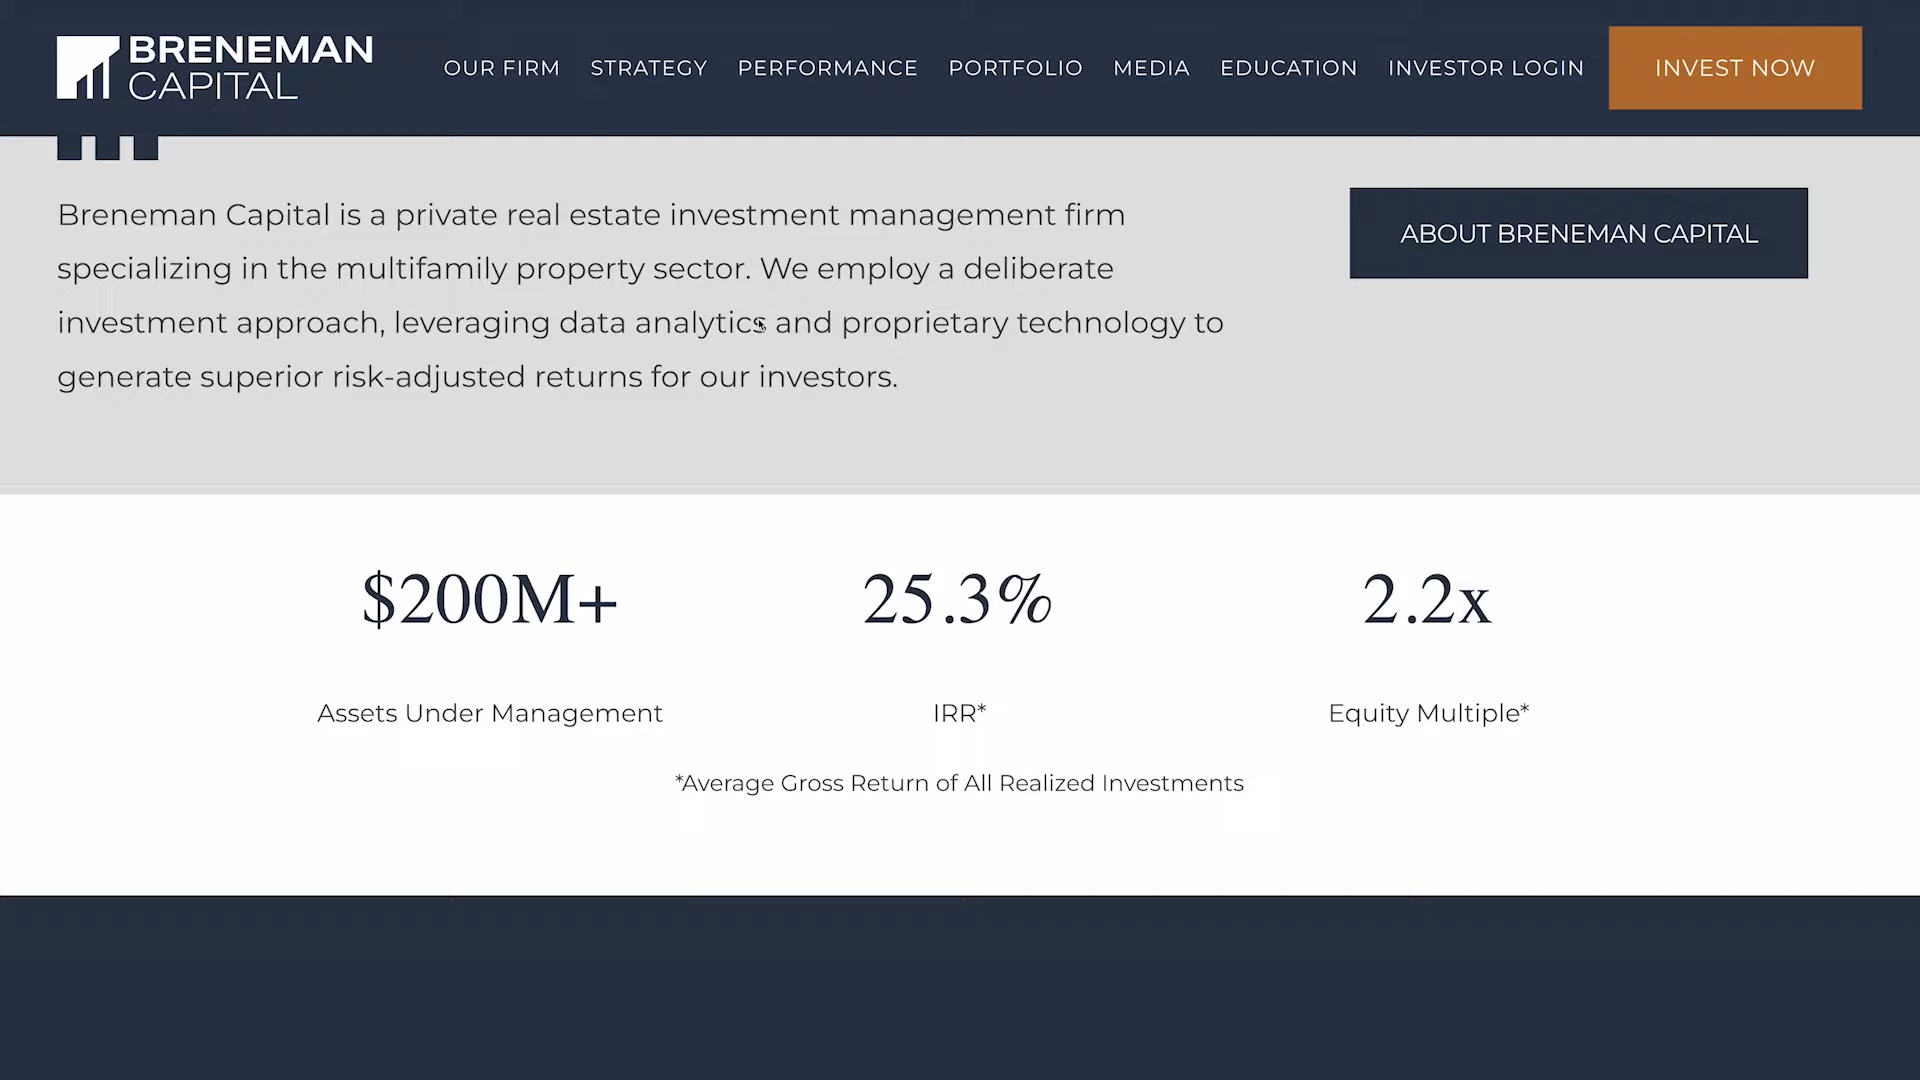 BRENEMAN
CAPITAL
OUR FIRM STRATEGY PERFORMANCE PORTFOLIO MEDIA EDUCATION INVESTOR LOGIN INVEST NOW
Breneman Capital is a private real estate investment management firm
specializing in the multifamily property sector. We employ a deliberate
investment approach, leveraging data analytics and proprietary technology to
generate superior risk-adjusted returns for our investors.
ABOUT BRENEMAN CAPITAL
$200M+ 25.3% 2.2x
Assets Under Management IRR* Equity Multiple*
*Average Gross Return of All Realized Investments